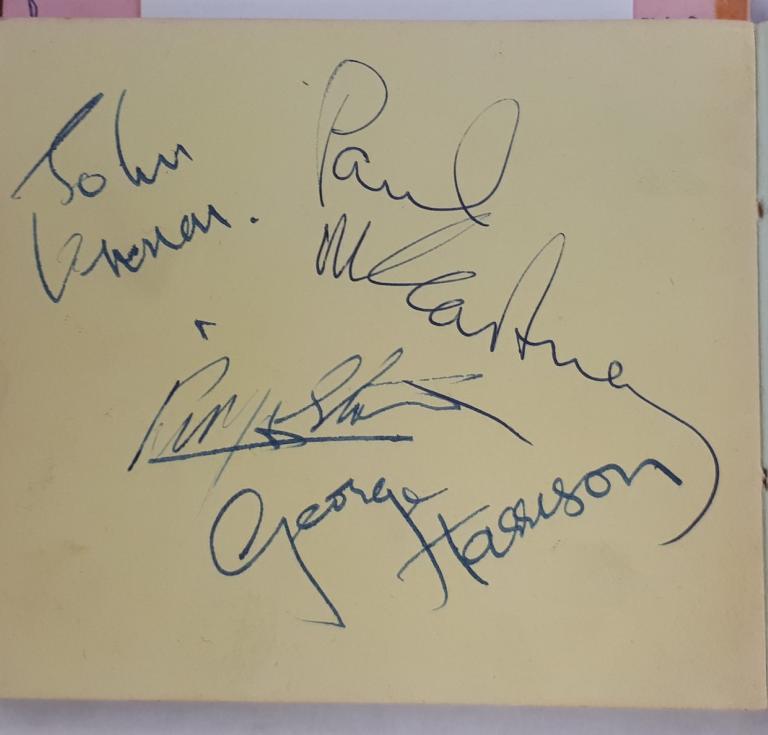 John
Lennon.
Paul
McCartney
Ringo Starr
George
Harrison